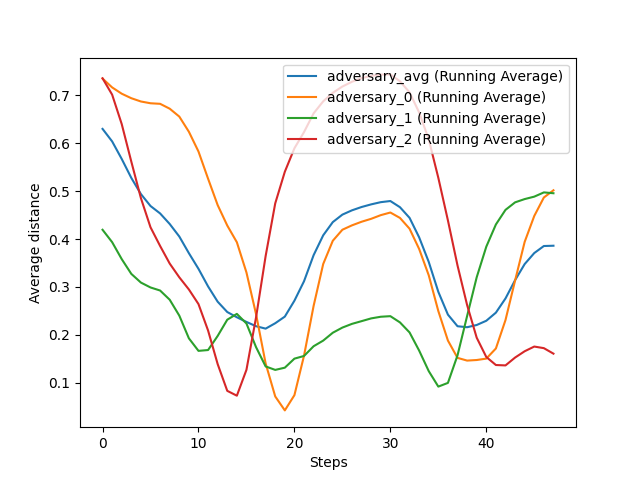 adversary_avg (Running Average)
adversary_0 (Running Average)
adversary_1 (Running Average)
adversary_2 (Running Average)
0.7
0.6
0.5
0.4
0.3
0.2
0.1
Average distance
0 10 20 30 40
Steps